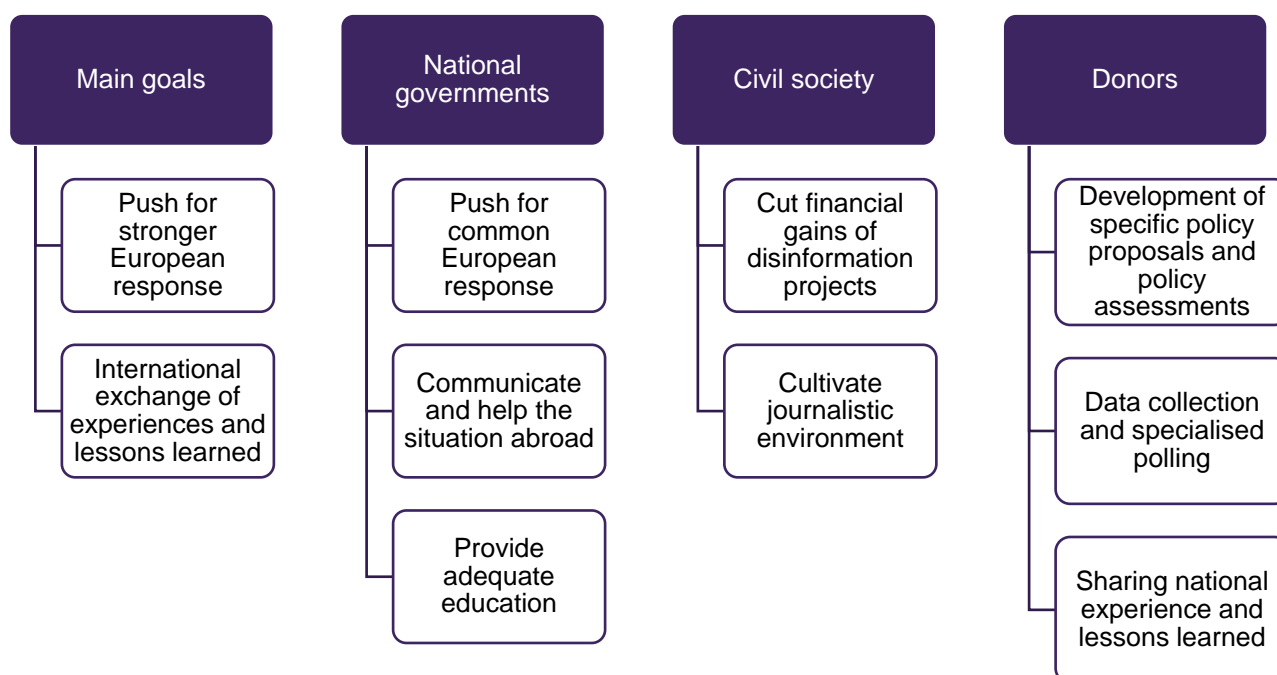 Main goals
Push for
stronger
European
response
International
exchange of
experiences and
lessons learned
National
governments
Push for
common
European
response
Communicate
and help the
situation abroad
Provide
adequate
education
Civil society
Cut financial
gains of
disinformation
projects
Cultivate
journalistic
environment
Donors
Development of
specific policy
proposals and
policy
assessments
Data collection
and specialised
polling
Sharing national
experience and
lessons learned